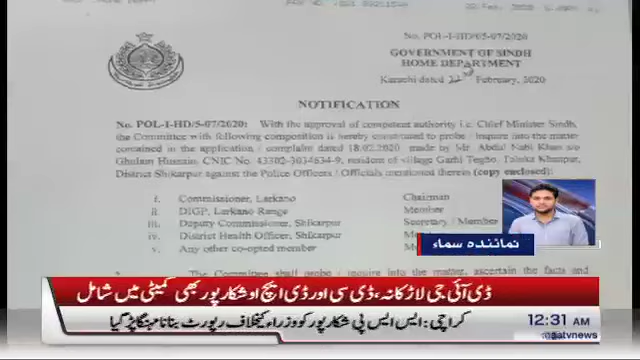 No. POL-I-HD/05-07/2020
GOVERNMENT OF SINDH
HOME DEPARTMENT
Karachi dated February, 2020
NOTIFICATION
No. POL-I-HD/5-07/2020: With the approval of competent authority i.e. Chief Minister Sindh,
the Committee with following composition is hereby constituted to probe / inquire into the matter
contained in the application / complaint dated 18.02.2020 made by Mr. Abdul Nabi Khan s/o
Ghulam Hussain, CNIC No. 43302-3034634-9, resident of village Garhi Tegho, Taluka Khanpur,
District Shikarpur against the Police Officers / Officials mentioned therein (copy enclosed):
i. Commissioner, Larkano Chairman
ii. DIGP, Larkano Range Member
iii. Deputy Commissioner, Shikarpur Secretary / Member
iv. District Health Officer, Shikarpur
v. Any other co-opted member
The Committee shall probe / inquire into the matter, ascertain the facts and
نمائندہ سماء
ڈی آئی جی لاڑکانہ، ڈی سی اور ڈی ایچ او شکارپور بھی کمیٹی میں شامل
کراچی: ایس ایس پی شکارپور کو وزراء کیخلاف رپورٹ بنانا مہنگا پڑ گیا
12:31 AM